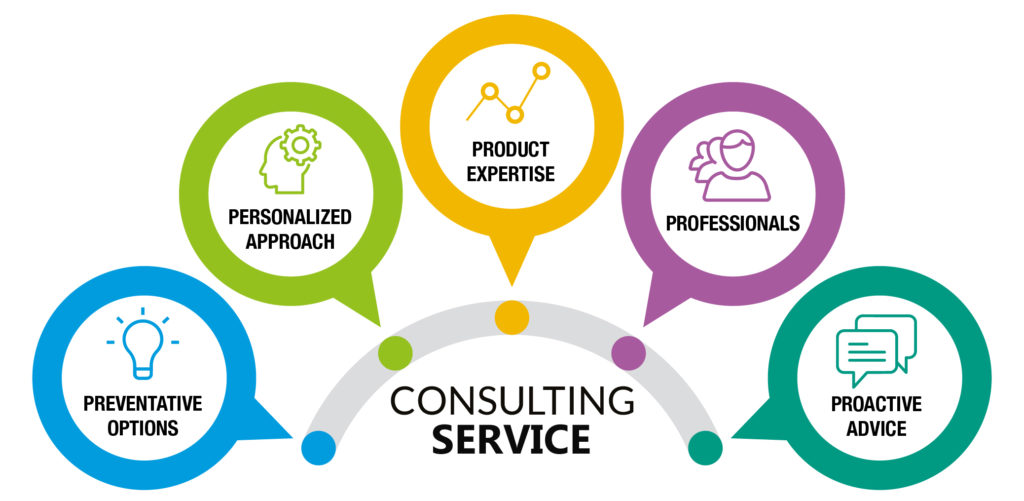 PREVENTATIVE
OPTIONS
PERSONALIZED
APPROACH
PRODUCT
EXPERTISE
PROFESSIONALS
PROACTIVE
ADVICE
CONSULTING
SERVICE